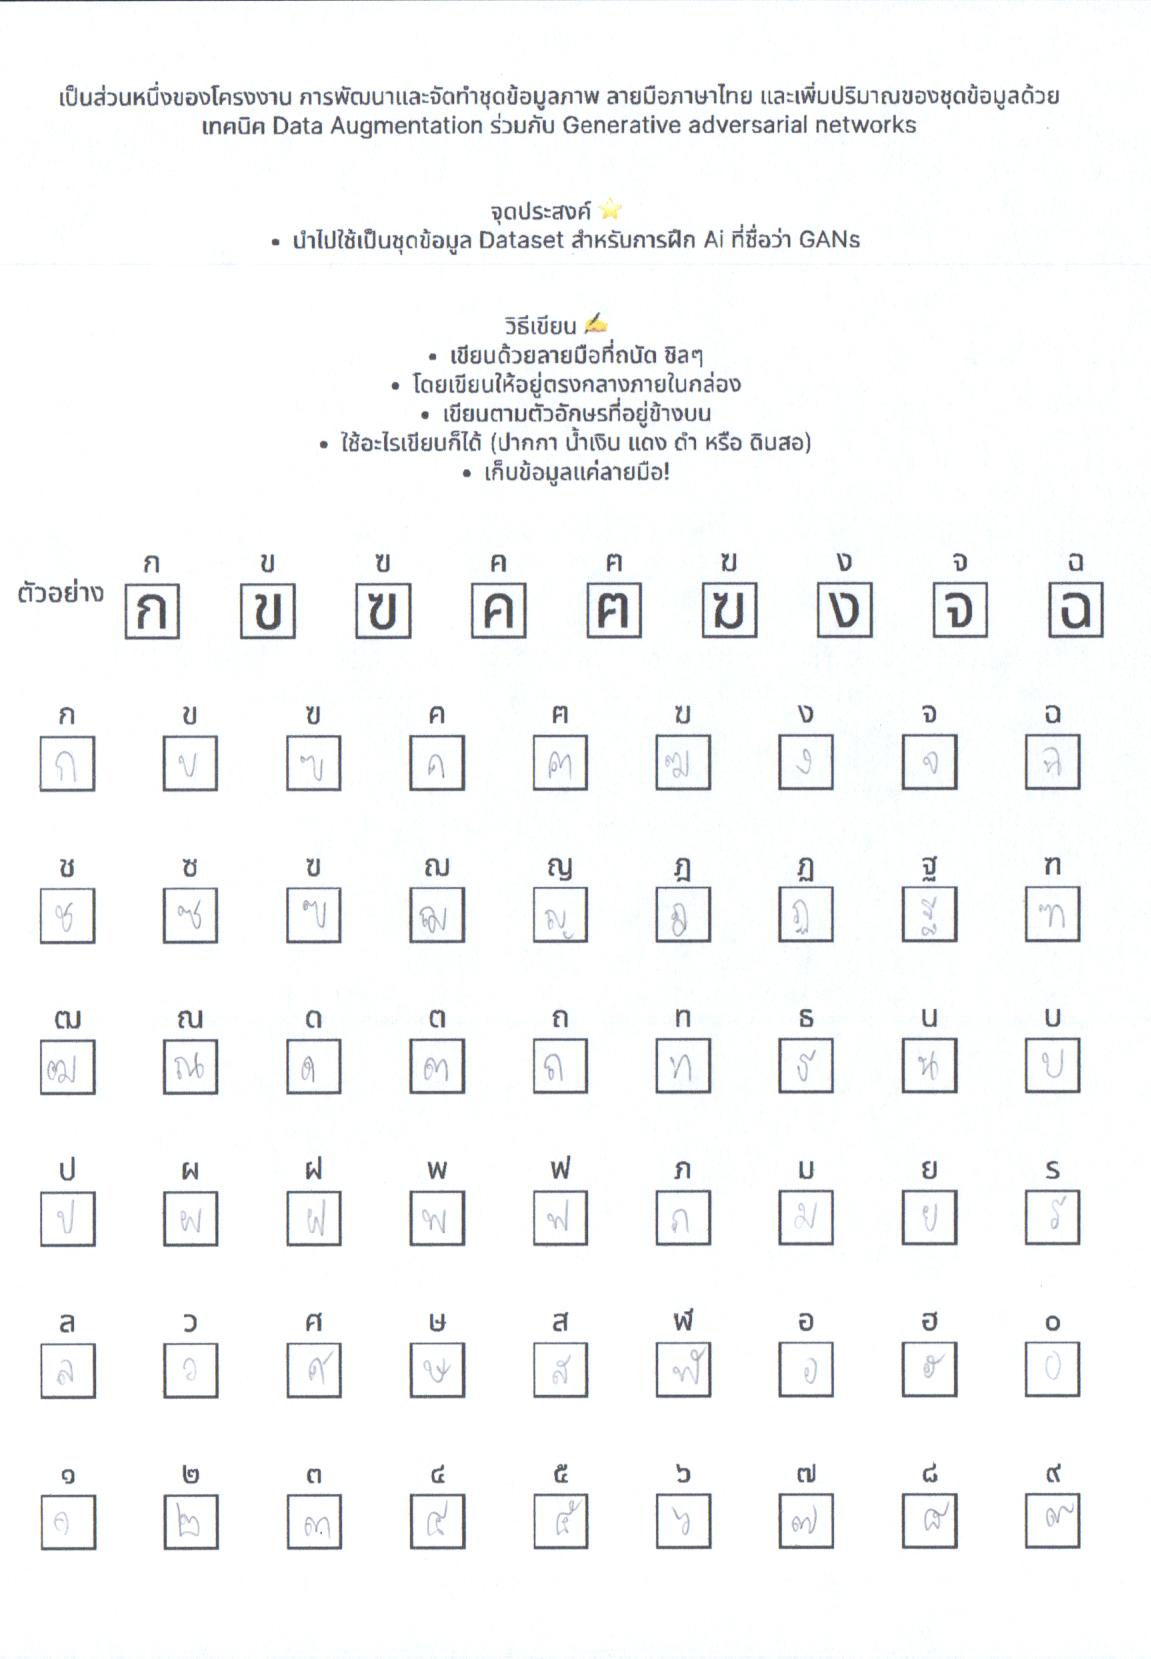 เป็นส่วนหนึ่งของโครงงาน การพัฒนาและจัดทำชุดข้อมูลภาพ ลายมือภาษาไทย และเพิ่มปริมาณของชุดข้อมูลด้วย
เทคนิค Data Augmentation ร่วมกับ Generative adversarial networks
จุดประสงค์ ⭐
• นำไปใช้เป็นชุดข้อมูล Dataset สำหรับการฝึก Ai ที่ชื่อว่า GANs
วิธีเขียน ✍
• เขียนด้วยลายมือที่ถนัด ชิลๆ
• โดยเขียนให้อยู่ตรงกลางภายในกล่อง
• เขียนตามตัวอักษรที่อยู่ข้างบน
• ใช้อะไรเขียนก็ได้ (ปากกา น้ำเงิน แดง ดำ หรือ ดินสอ)
• เก็บข้อมูลแค่ลายมือ!
ก ข ฃ ค ฅ ฆ ง จ ฉ
ตัวอย่าง ก ข ฃ ค ฅ ฆ ง จ ฉ
ก ข ฃ ค ฅ ฆ ง จ ฉ
ก ข ฃ ค ฅ ฆ ง จ ฉ
ช ซ ฃ ฌ ญ ฎ ฏ ฐ ฑ
ช ซ ฃ ฌ ญ ฎ ฏ ฐ ฑ
ฒ ณ ด ต ถ ท ธ น บ
ฒ ณ ด ต ถ ท ธ น บ
ป ผ ฝ พ ฟ ภ ม ย ร
ป ผ ฝ พ ฟ ภ ม ย ร
ล ว ศ ษ ส ฬ อ ฮ ๐
ล ว ศ ษ ส ฬ อ ฮ ๐
๑ ๒ ๓ ๔ ๕ ๖ ๗ ๘ ๙
๑ ๒ ๓ ๔ ๕ ๖ ๗ ๘ ๙